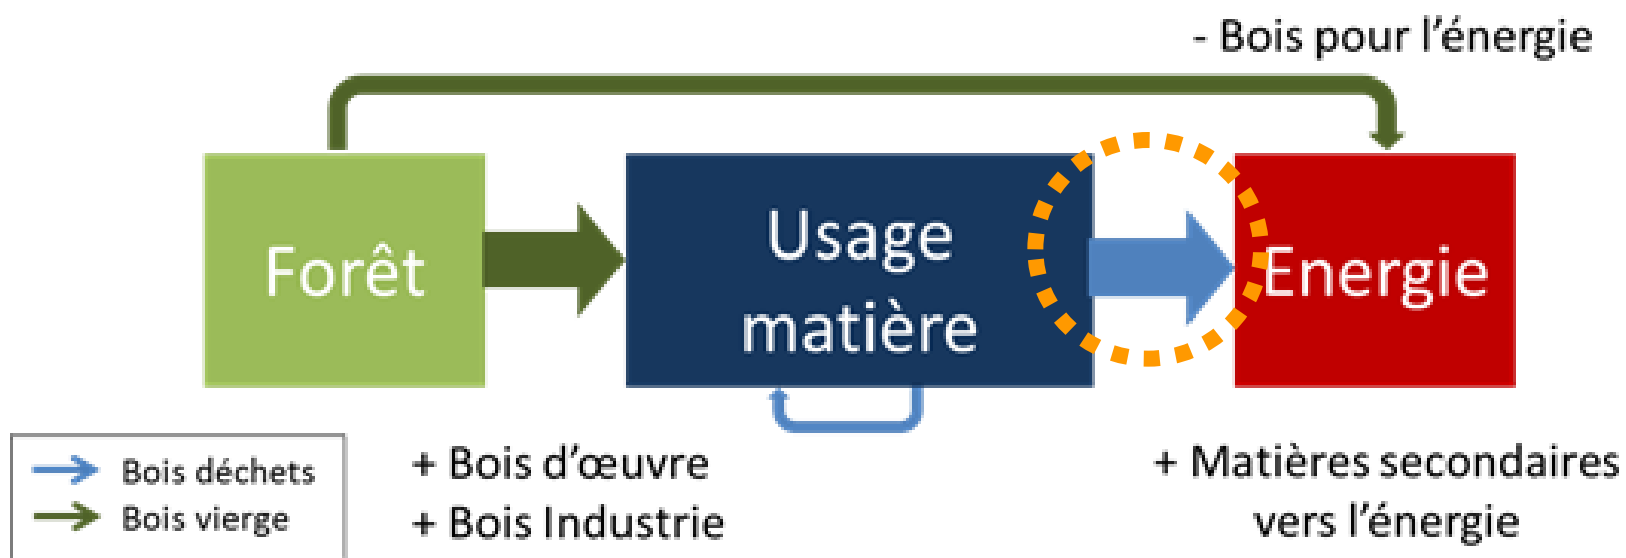 - Bois pour l'énergie
Forêt
Usage
matière
Energie
Bois déchets
Bois vierge
+ Bois d'œuvre
+ Bois Industrie
+ Matières secondaires
vers l'énergie